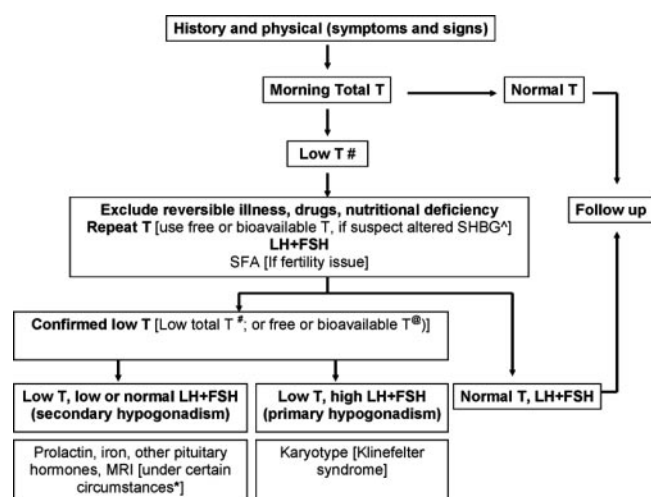 History and physical (symptoms and signs)
Morning Total T
Normal T
Low T #
Exclude reversible illness, drugs, nutritional deficiency
Repeat T [use free or bioavailable T, if suspect altered SHBG^]
LH+FSH
SFA [If fertility issue]
Follow up
Confirmed low T [Low total T #; or free or bioavailable T@)]
Low T, low or normal LH+FSH
(secondary hypogonadism)
Low T, high LH+FSH
(primary hypogonadism)
Normal T, LH+FSH
Prolactin, iron, other pituitary
hormones, MRI [under certain
circumstances*]
Karyotype [Klinefelter
syndrome]